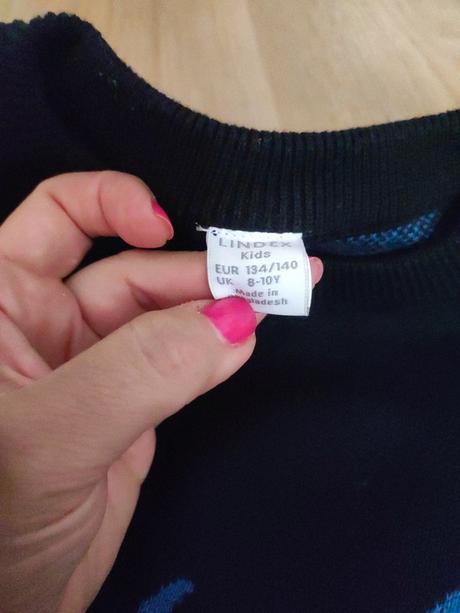 LINDEX
Kids
EUR 134/140
UK 8-10Y
Made in